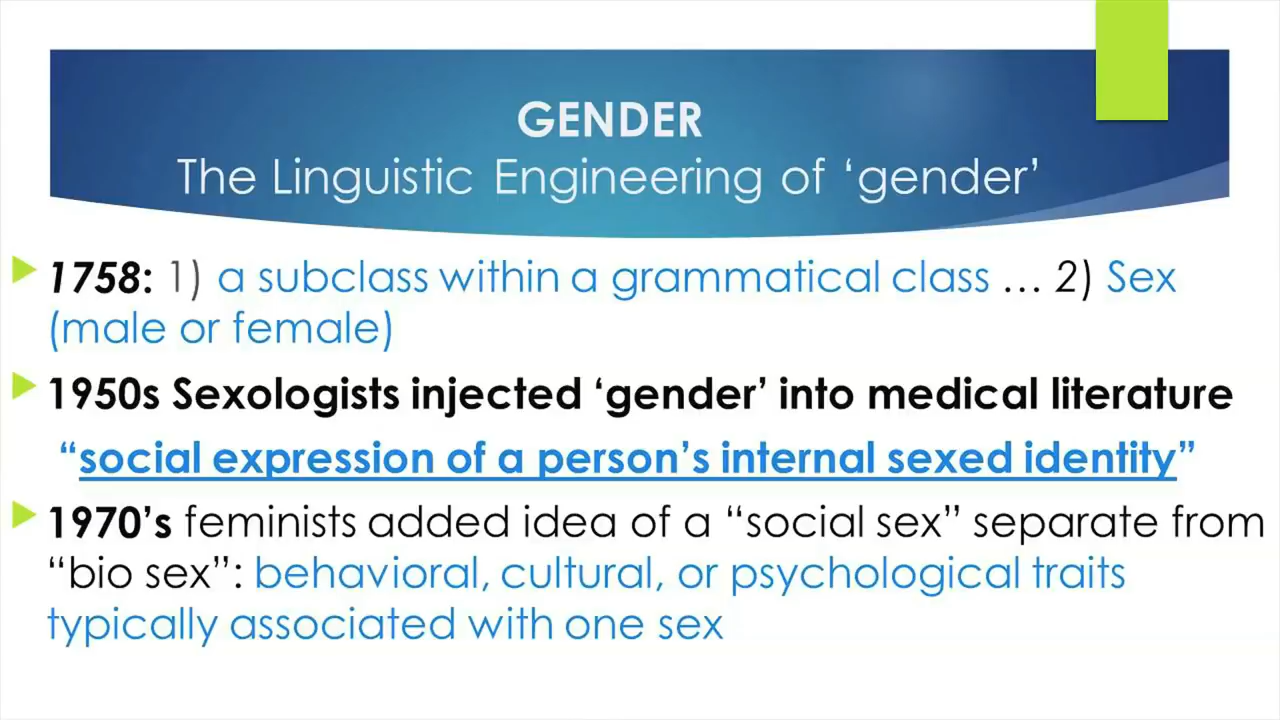 GENDER
The Linguistic Engineering of ‘gender’
1758: 1) a subclass within a grammatical class … 2) Sex
(male or female)
1950s Sexologists injected ‘gender’ into medical literature
“social expression of a person’s internal sexed identity”
1970’s feminists added idea of a “social sex” separate from
“bio sex”: behavioral, cultural, or psychological traits
typically associated with one sex